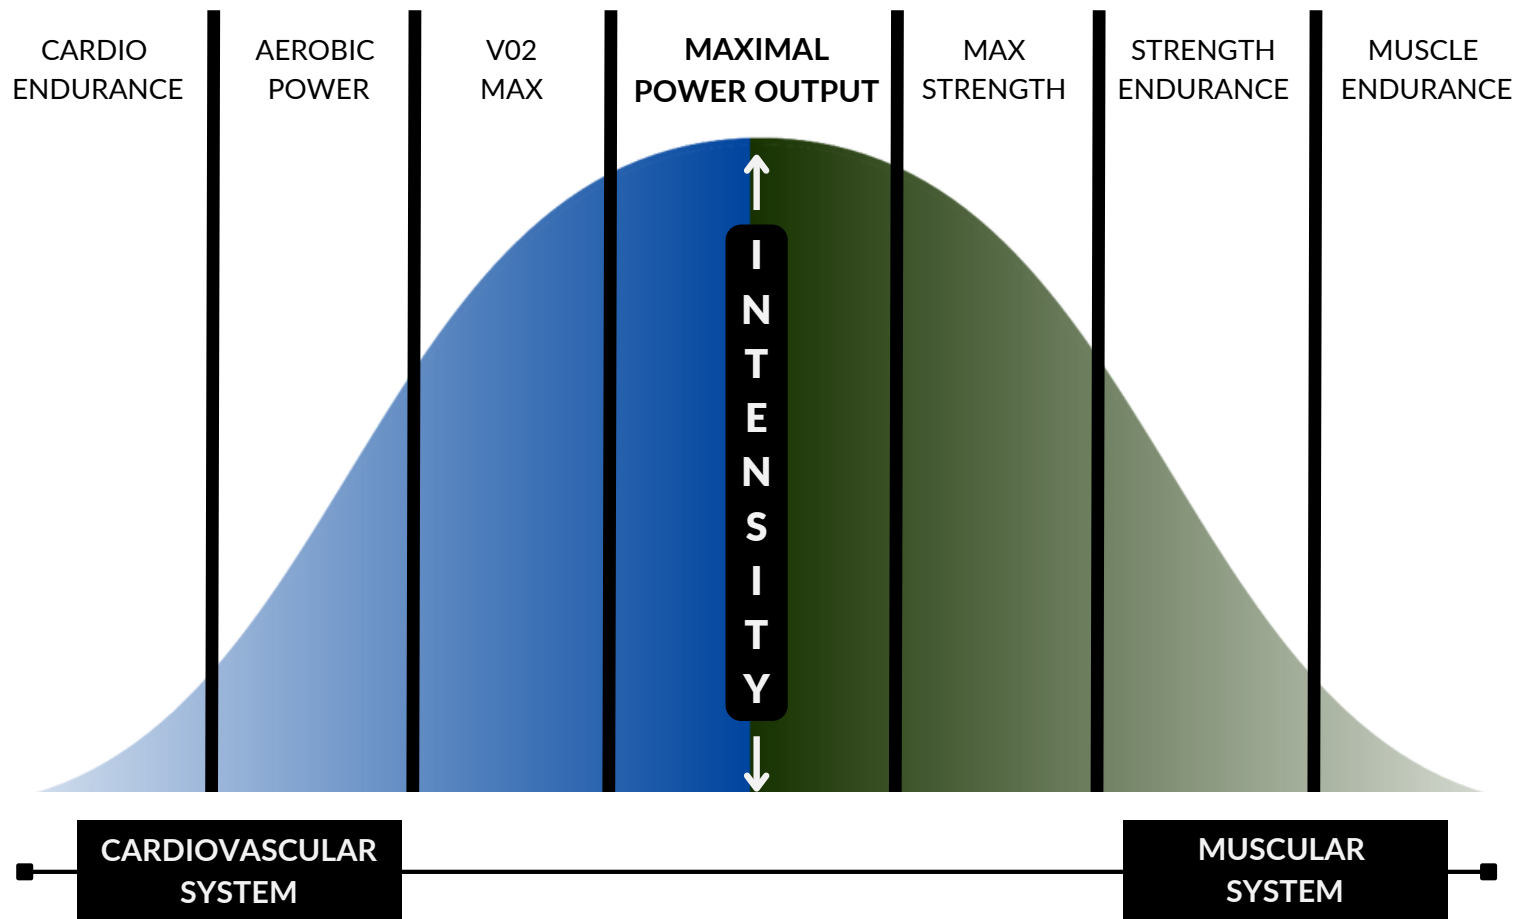 CARDIO
ENDURANCE
AEROBIC
POWER
V02
MAX
MAXIMAL
POWER OUTPUT
MAX
STRENGTH
STRENGTH
ENDURANCE
MUSCLE
ENDURANCE
INTENSITY
CARDIOVASCULAR
SYSTEM
MUSCULAR
SYSTEM